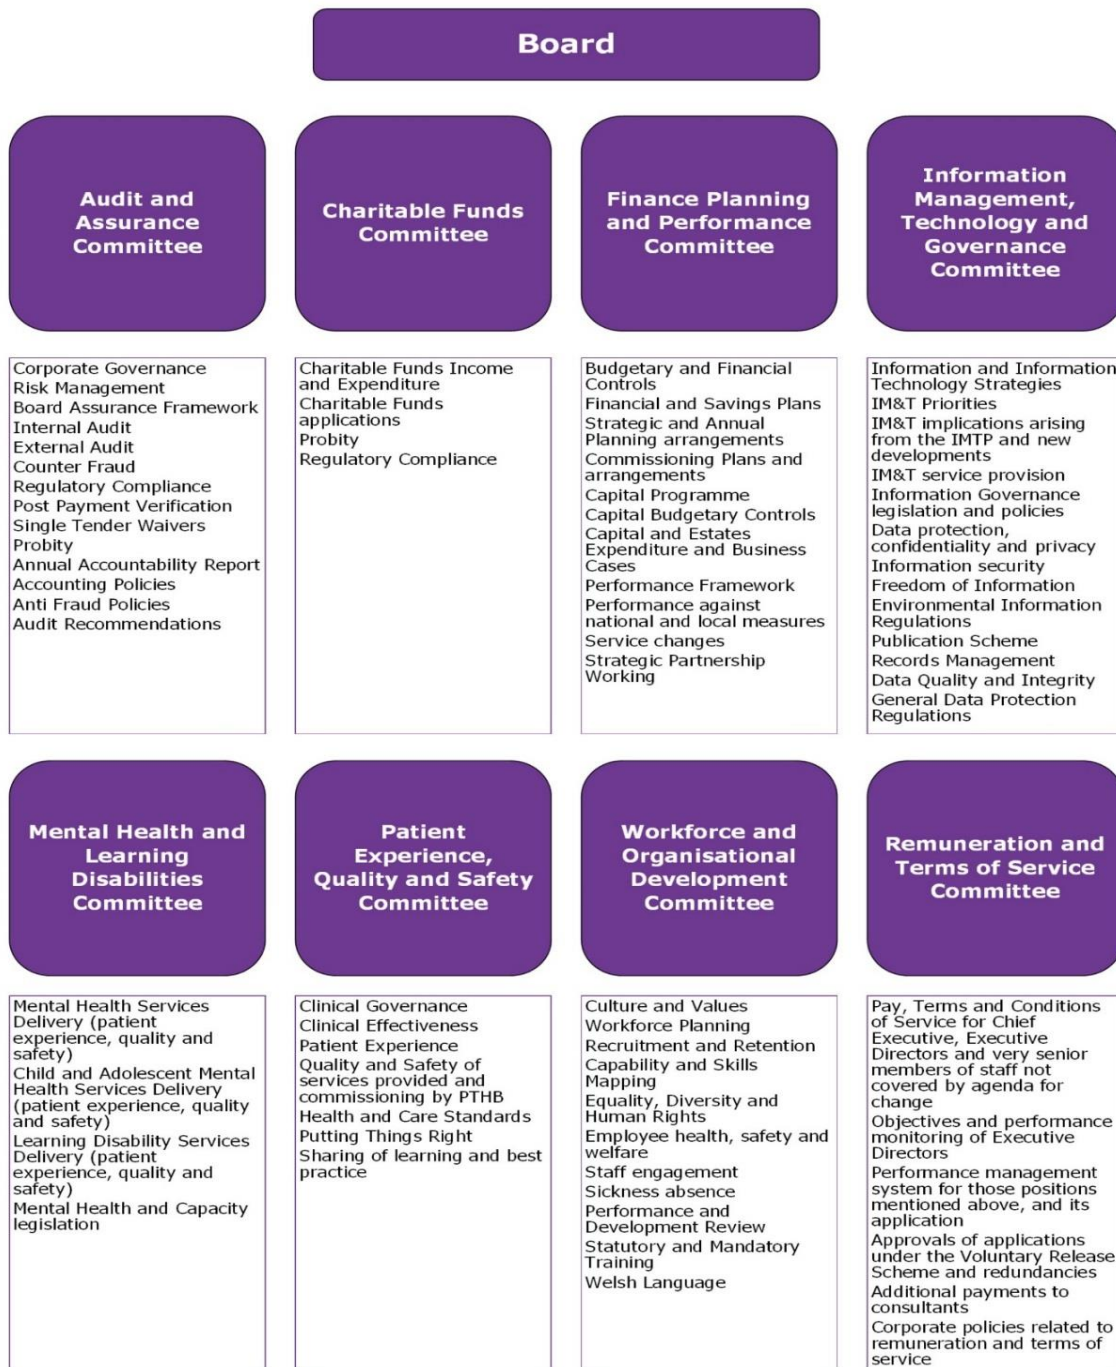 Board
Audit and
Assurance
Committee
Charitable Funds
Committee
Finance Planning
and Performance
Committee
Information
Management,
Technology and
Governance
Committee
Corporate Governance
Risk Management
Board Assurance Framework
Internal Audit
External Audit
Counter Fraud
Regulatory Compliance
Post Payment Verification
Single Tender Waivers
Probity
Annual Accountability Report
Accounting Policies
Anti Fraud Policies
Audit Recommendations
Charitable Funds Income
and Expenditure
Charitable Funds
applications
Probity
Regulatory Compliance
Budgetary and Financial
Controls
Financial and Savings Plans
Strategic and Annual
Planning arrangements
Commissioning Plans and
arrangements
Capital Programme
Capital Budgetary Controls
Capital and Estates
Expenditure and Business
Cases
Performance Framework
Performance against
national and local measures
Service changes
Strategic Partnership
Working
Information and Information
Technology Strategies
IM&T Priorities
IM&T implications arising
from the IMTP and new
developments
IM&T service provision
Information Governance
legislation and policies
Data protection,
confidentiality and privacy
Information security
Freedom of Information
Environmental Information
Regulations
Publication Scheme
Records Management
Data Quality and Integrity
General Data Protection
Regulations
Mental Health and
Learning
Disabilities
Committee
Patient
Experience,
Quality and Safety
Committee
Workforce and
Organisational
Development
Committee
Remuneration and
Terms of Service
Committee
Mental Health Services
Delivery (patient
experience, quality and
safety)
Child and Adolescent Mental
Health Services Delivery
(patient experience, quality
and safety)
Learning Disability Services
Delivery (patient
experience, quality and
safety)
Mental Health and Capacity
legislation
Clinical Governance
Clinical Effectiveness
Patient Experience
Quality and Safety of
services provided and
commissioning by PTHB
Health and Care Standards
Putting Things Right
Sharing of learning and best
practice
Culture and Values
Workforce Planning
Recruitment and Retention
Capability and Skills
Mapping
Equality, Diversity and
Human Rights
Employee health, safety and
welfare
Staff engagement
Sickness absence
Performance and
Development Review
Statutory and Mandatory
Training
Welsh Language
Pay, Terms and Conditions
of Service for Chief
Executive, Executive
Directors and very senior
members of staff not
covered by agenda for
change
Objectives and performance
monitoring of Executive
Directors
Performance management
system for those positions
mentioned above, and its
application
Approvals of applications
under the Voluntary Release
Scheme and redundancies
Additional payments to
consultants
Corporate policies related to
remuneration and terms of
service